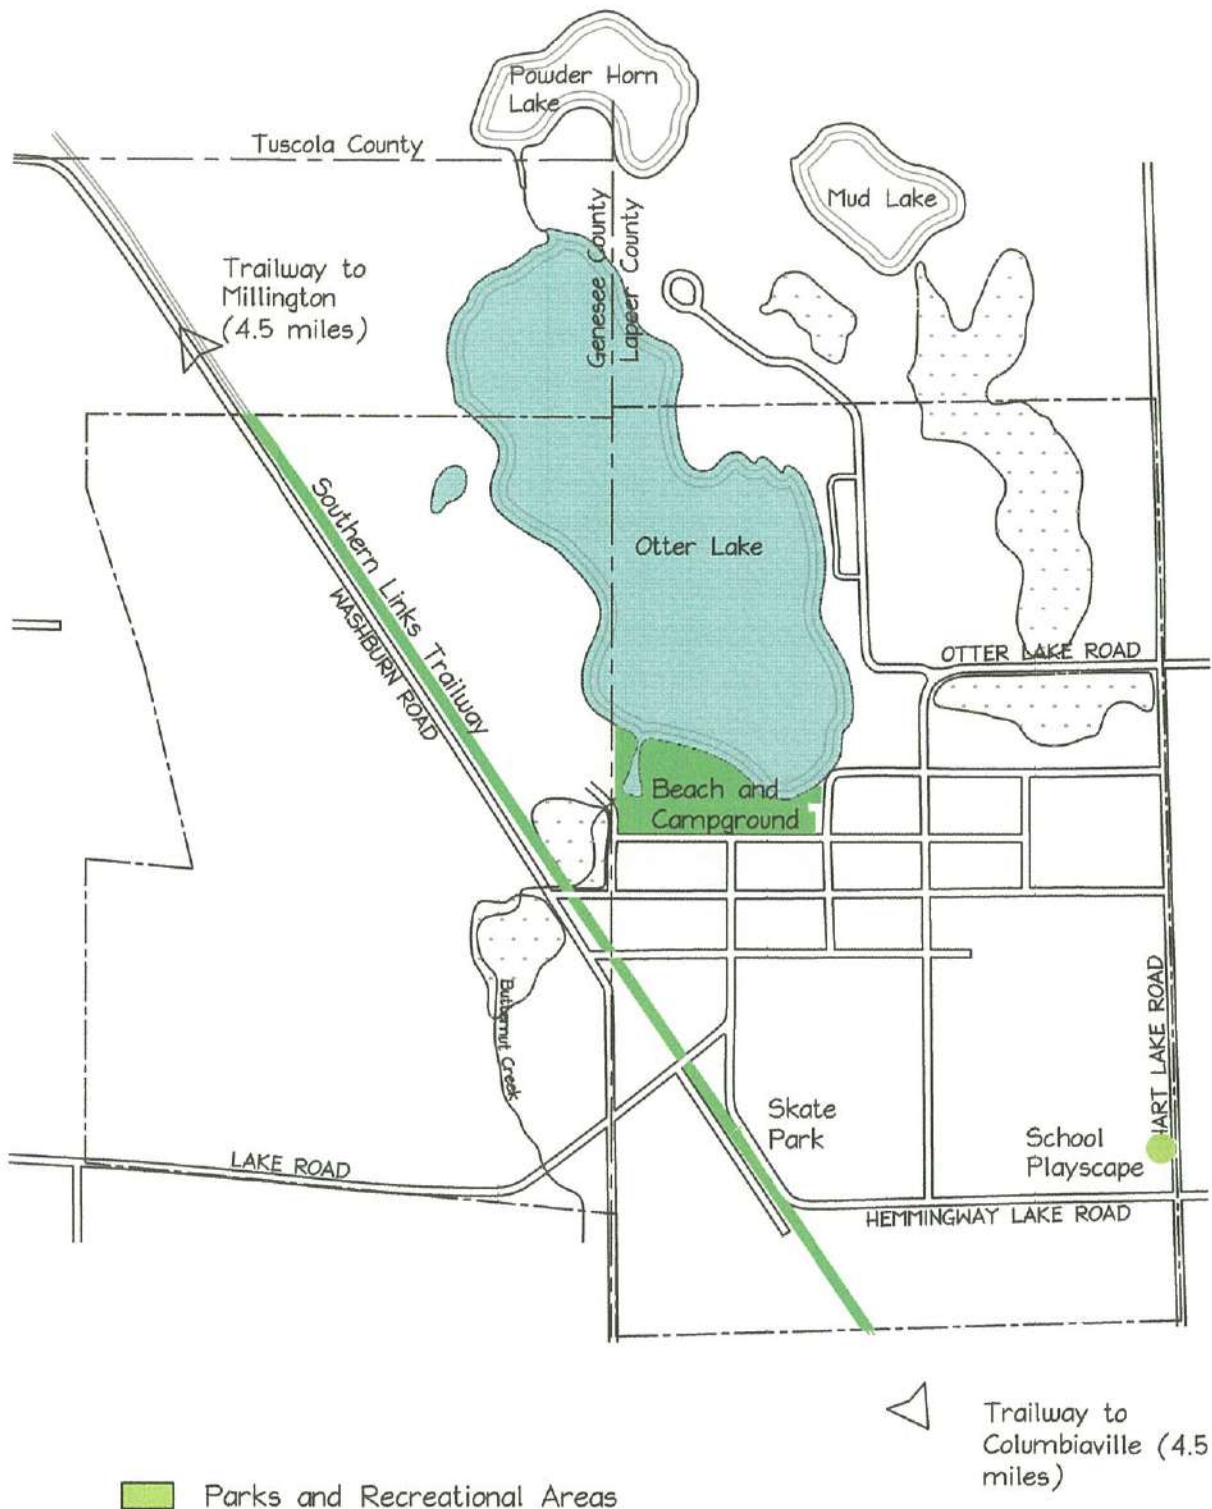 Powder Horn
Lake
Tuscola County
Mud Lake
Genesee County
Lapeer County
Trailway to
Millington
(4.5 miles)
Southern Links Trailway
WASHBURN ROAD
Otter Lake
OTTER LAKE ROAD
Beach and
Campground
Butternut Creek
HART LAKE ROAD
Skate
Park
School
Playscape
LAKE ROAD
HEMMINGWAY LAKE ROAD
Trailway to
Columbiaville (4.5
miles)
Parks and Recreational Areas